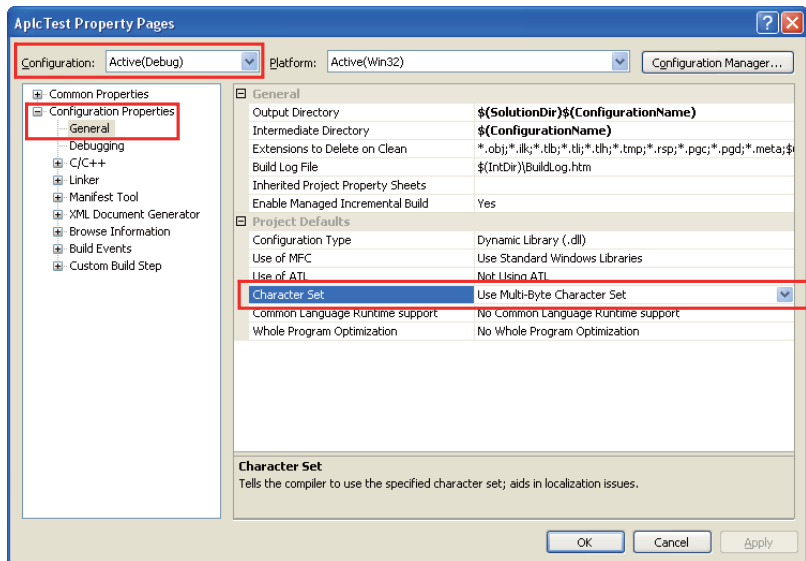 AplcTest Property Pages
Configuration: Active(Debug) Platform: Active(Win32) Configuration Manager...
Common Properties
Configuration Properties
General
Debugging
C/C++
Linker
Manifest Tool
XML Document Generator
Browse Information
Build Events
Custom Build Step
General
Output Directory $(SolutionDir)$(ConfigurationName)
Intermediate Directory $(ConfigurationName)
Extensions to Delete on Clean *.obj;*.ilk;*.tlb;*.tli;*.tlh;*.tmp;*.rsp;*.pgc;*.pgd;*.meta;$(
Build Log File $(IntDir)\BuildLog.htm
Inherited Project Property Sheets
Enable Managed Incremental Build Yes
Project Defaults
Configuration Type Dynamic Library (.dll)
Use of MFC Use Standard Windows Libraries
Use of ATL Not Using ATL
Character Set Use Multi-Byte Character Set
Common Language Runtime support No Common Language Runtime support
Whole Program Optimization No Whole Program Optimization
Character Set
Tells the compiler to use the specified character set; aids in localization issues.
OK Cancel Apply